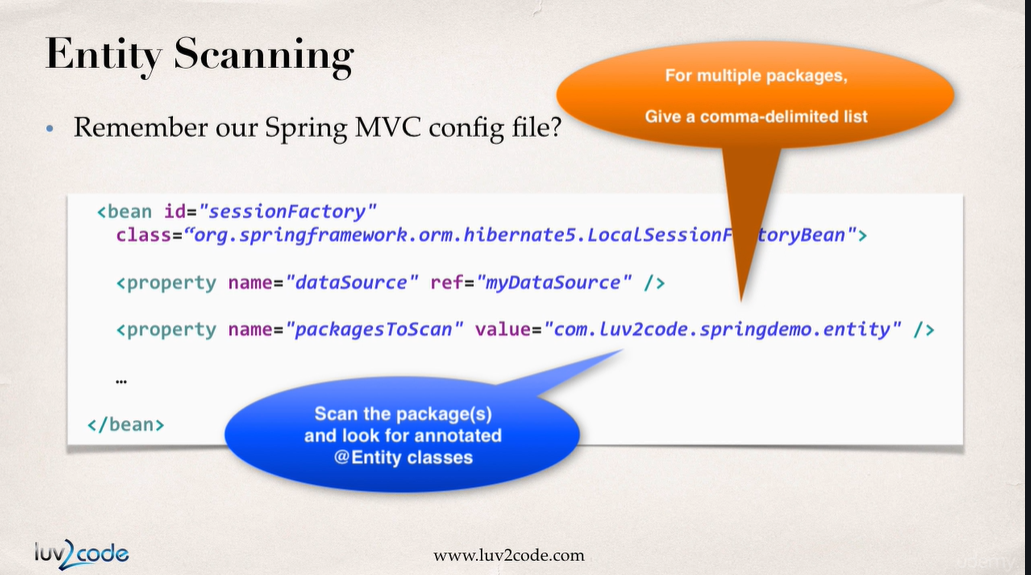 Entity Scanning
For multiple packages,
Give a comma-delimited list
• Remember our Spring MVC config file?
<bean id="sessionFactory"
class=“org.springframework.orm.hibernate5.LocalSessionF toryBean">
<property name="dataSource" ref="myDataSource" />
<property name="packagesToScan" value="com.luv2code.springdemo.entity" />
…
</bean>
Scan the package(s)
and look for annotated
@Entity classes
luv2code
www.luv2code.com
udemy